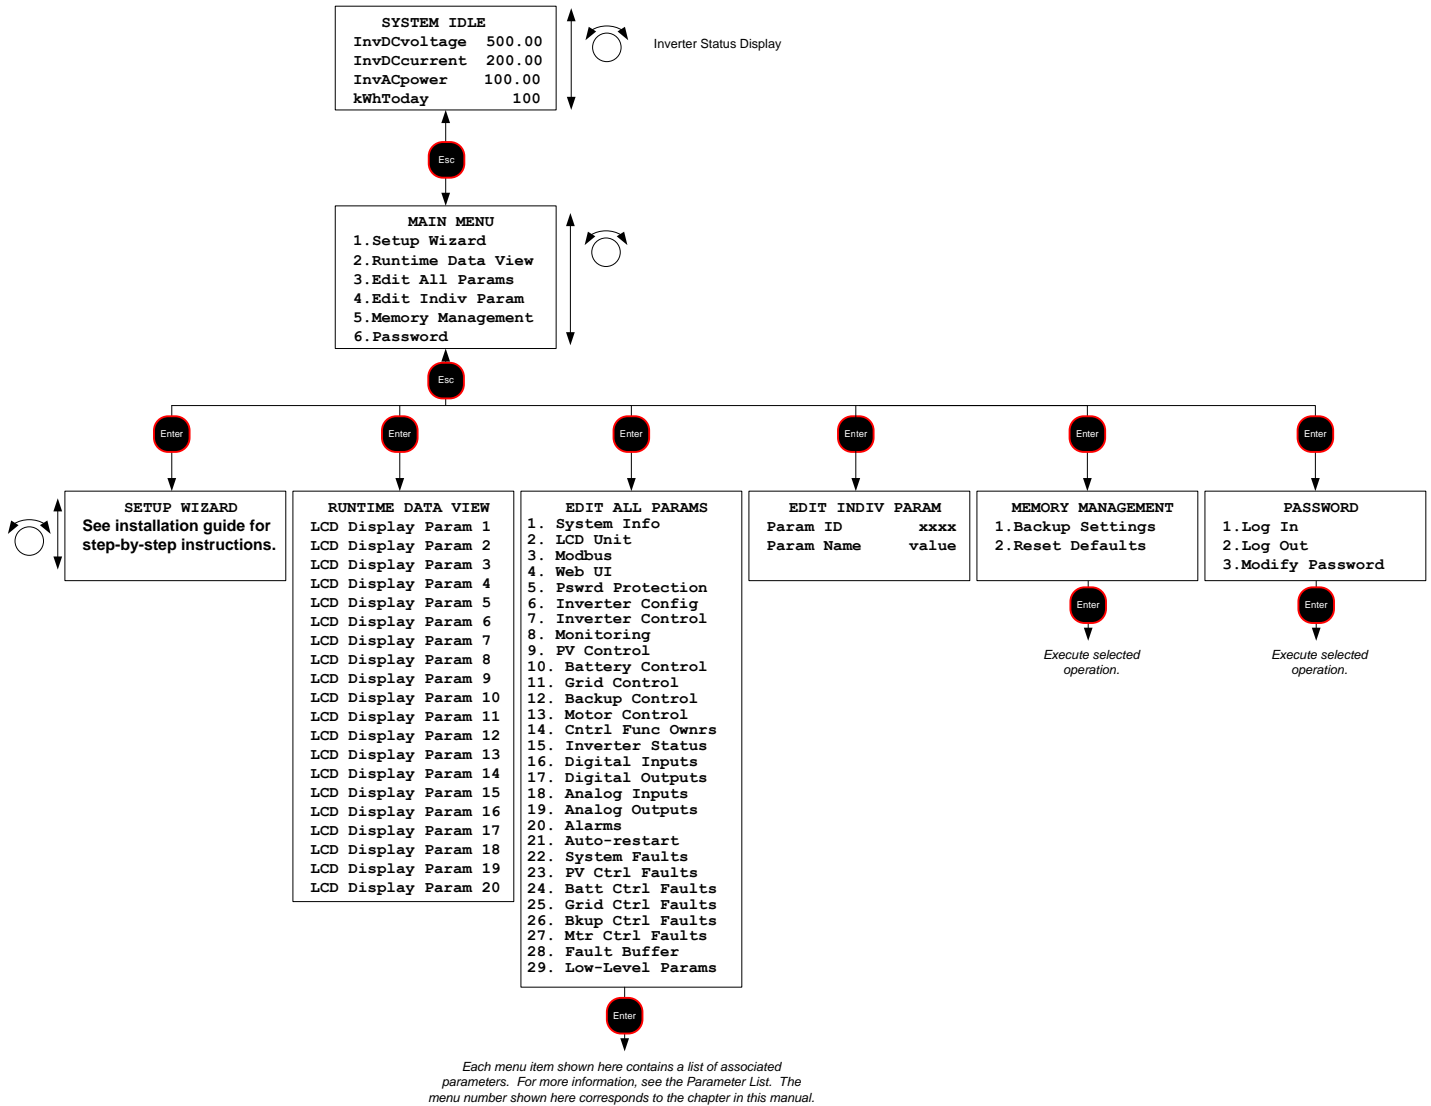 SYSTEM IDLE
InvDCvoltage 500.00
InvDCcurrent 200.00
InvACpower 100.00
kWhToday 100
Inverter Status Display
Esc
MAIN MENU
1.Setup Wizard
2.Runtime Data View
3.Edit All Params
4.Edit Indiv Param
5.Memory Management
6.Password
Esc
Enter
Enter
Enter
Enter
Enter
Enter
SETUP WIZARD
See installation guide for
step-by-step instructions.
RUNTIME DATA VIEW
LCD Display Param 1
LCD Display Param 2
LCD Display Param 3
LCD Display Param 4
LCD Display Param 5
LCD Display Param 6
LCD Display Param 7
LCD Display Param 8
LCD Display Param 9
LCD Display Param 10
LCD Display Param 11
LCD Display Param 12
LCD Display Param 13
LCD Display Param 14
LCD Display Param 15
LCD Display Param 16
LCD Display Param 17
LCD Display Param 18
LCD Display Param 19
LCD Display Param 20
EDIT ALL PARAMS
1. System Info
2. LCD Unit
3. Modbus
4. Web UI
5. Pswrd Protection
6. Inverter Config
7. Inverter Control
8. Monitoring
9. PV Control
10. Battery Control
11. Grid Control
12. Backup Control
13. Motor Control
14. Cntrl Func Ownrs
15. Inverter Status
16. Digital Inputs
17. Digital Outputs
18. Analog Inputs
19. Analog Outputs
20. Alarms
21. Auto-restart
22. System Faults
23. PV Ctrl Faults
24. Batt Ctrl Faults
25. Grid Ctrl Faults
26. Bkup Ctrl Faults
27. Mtr Ctrl Faults
28. Fault Buffer
29. Low-Level Params
Enter
Each menu item shown here contains a list of associated
parameters. For more information, see the Parameter List. The
menu number shown here corresponds to the chapter in this manual.
EDIT INDIV PARAM
Param ID xxxx
Param Name value
MEMORY MANAGEMENT
1.Backup Settings
2.Reset Defaults
Enter
Execute selected
operation.
PASSWORD
1.Log In
2.Log Out
3.Modify Password
Enter
Execute selected
operation.